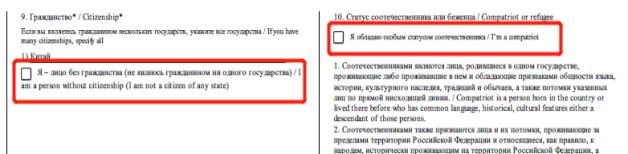 9. Гражданство* / Citizenship*
Если вы являетесь гражданином нескольких государств, укажите все государства / If you have
many citizenships, specify all
1) Китай
Я – лицо без гражданства (не являюсь гражданином ни одного государства) / I
am a person without citizenship (I am not a citizen of any state)
10. Статус соотечественника или беженца / Compatriot or refugee
Я обладаю особым статусом соотечественника / I'm a compatriot
1. Соотечественниками являются лица, родившиеся в одном государстве,
проживающие либо проживавшие в нем и обладающие признаками общности языка,
истории, культурного наследия, традиций и обычаев, а также потомки указанных
лиц по прямой нисходящей линии. / Compatriot is a person born in the country or
lived there before who has common language, historical, cultural features either a
descendant of those persons.
2. Соотечественниками также признаются лица и их потомки, проживающие за
пределами территории Российской Федерации и относящиеся, как правило, к
народам, исторически проживающим на территории Российской Федерации, а